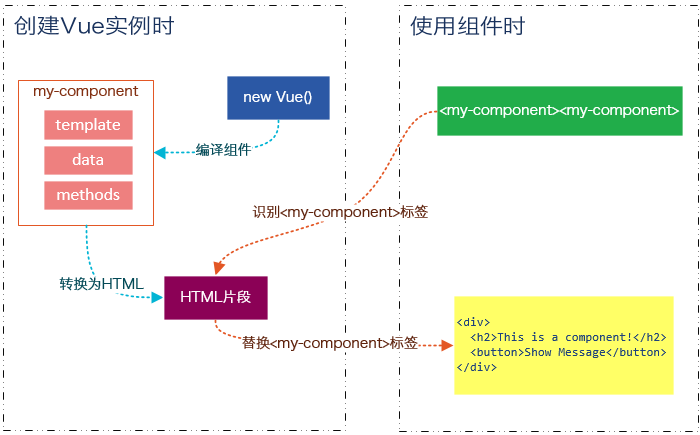 创建Vue实例时
my-component
template
data
methods
new Vue()
编译组件
转换为HTML
HTML片段
使用组件时
<my-component><my-component>
识别<my-component>标签
替换<my-component>标签
<div>
<h2>This is a component!</h2>
<button>Show Message</button>
</div>